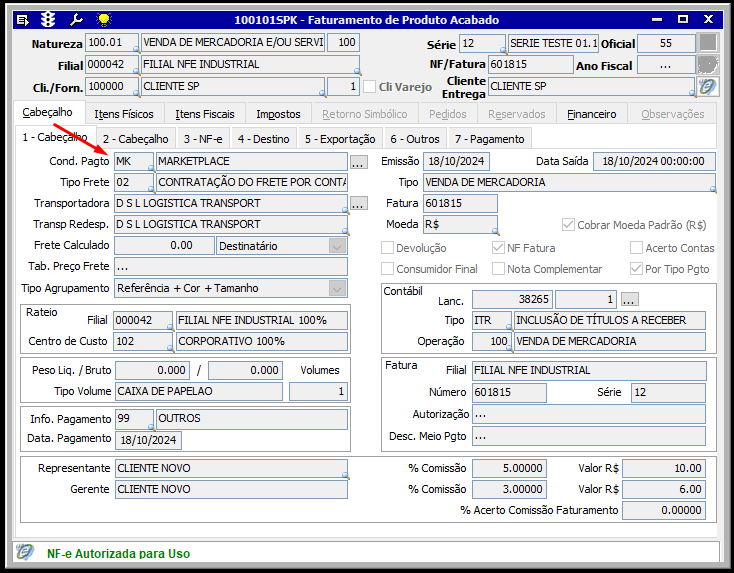 100101SPK - Faturamento de Produto Acabado
Natureza 100.01 VENDA DE MERCADORIA E/OU SERVI 100 Série 12 SERIE TESTE 01.1 Oficial 55
Filial 000042 FILIAL NFE INDUSTRIAL NF/Fatura 601815 Ano Fiscal ...
Cli./Forn. 100000 CLIENTE SP 1 Cli Varejo Cliente Entrega CLIENTE SP
Cabeçalho Itens Físicos Itens Fiscais Impostos Retorno Simbólico Pedidos Reservados Financeiro Observações
1 - Cabeçalho 2 - Cabeçalho 3 - NF-e 4 - Destino 5 - Exportação 6 - Outros 7 - Pagamento
Cond. Pagto MK MARKETPLACE ... Emissão 18/10/2024 Data Saída 18/10/2024 00:00:00
Tipo Frete 02 CONTRATAÇÃO DO FRETE POR CONTA Tipo VENDA DE MERCADORIA
Transportadora D S L LOGISTICA TRANSPORT ... Fatura 601815
Transp Redesp. D S L LOGISTICA TRANSPORT Moeda R$ Cobrar Moeda Padrão (R$)
Frete Calculado 0.00 Destinatário Devolução NF Fatura Acerto Contas
Tab. Preço Frete ... Consumidor Final Nota Complementar Por Tipo Pgto
Tipo Agrupamento Referência + Cor + Tamanho
Contábil
Lanc. 38265 1 ...
Rateio
Filial 000042 FILIAL NFE INDUSTRIAL 100% Tipo ITR INCLUSÃO DE TÍTULOS A RECEBER
Centro de Custo 102 CORPORATIVO 100% Operação 100 VENDA DE MERCADORIA
Peso Liq. / Bruto 0.000 / 0.000 Volumes
Tipo Volume CAIXA DE PAPELAO 1
Fatura
Filial FILIAL NFE INDUSTRIAL
Número 601815 Série 12
Autorização ...
Desc. Meio Pgto ...
Info. Pagamento 99 OUTROS
Data. Pagamento 18/10/2024
Representante CLIENTE NOVO % Comissão 5.00000 Valor R$ 10.00
Gerente CLIENTE NOVO % Comissão 3.00000 Valor R$ 6.00
% Acerto Comissão Faturamento 0.00000
NF-e Autorizada para Uso